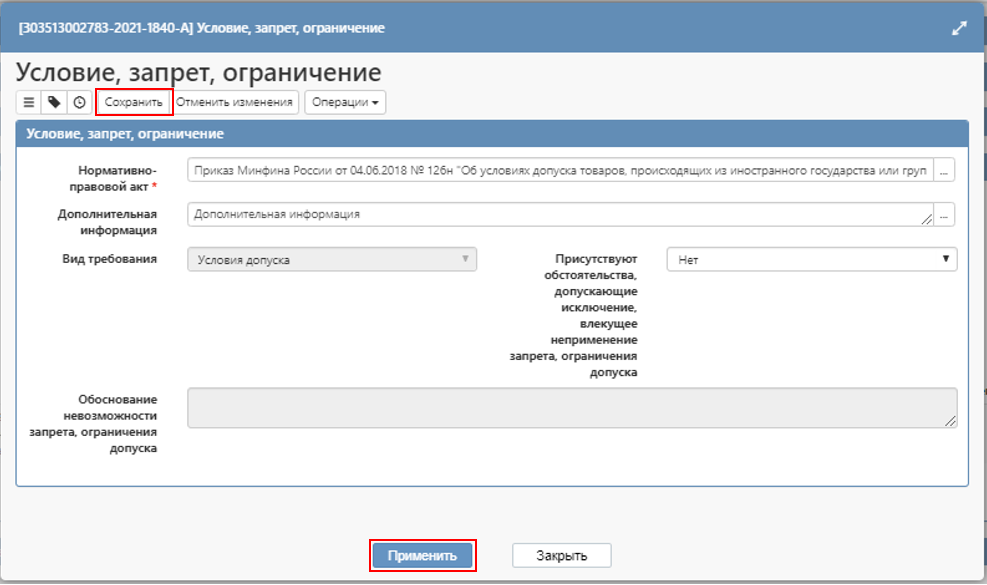 [303513002783-2021-1840-A] Условие, запрет, ограничение
Условие, запрет, ограничение
Сохранить Отменить изменения Операции
Условие, запрет, ограничение
Нормативно-
правовой акт *
Приказ Минфина России от 04.06.2018 № 126н "Об условиях допуска товаров, происходящих из иностранного государства или груп ...
Дополнительная
информация
Дополнительная информация ...
Вид требования
Условия допуска
Присутствуют
обстоятельства,
допускающие
исключение,
влекущее
неприменение
запрета, ограничения
допуска
Нет
Обоснование
невозможности
запрета, ограничения
допуска
Применить Закрыть